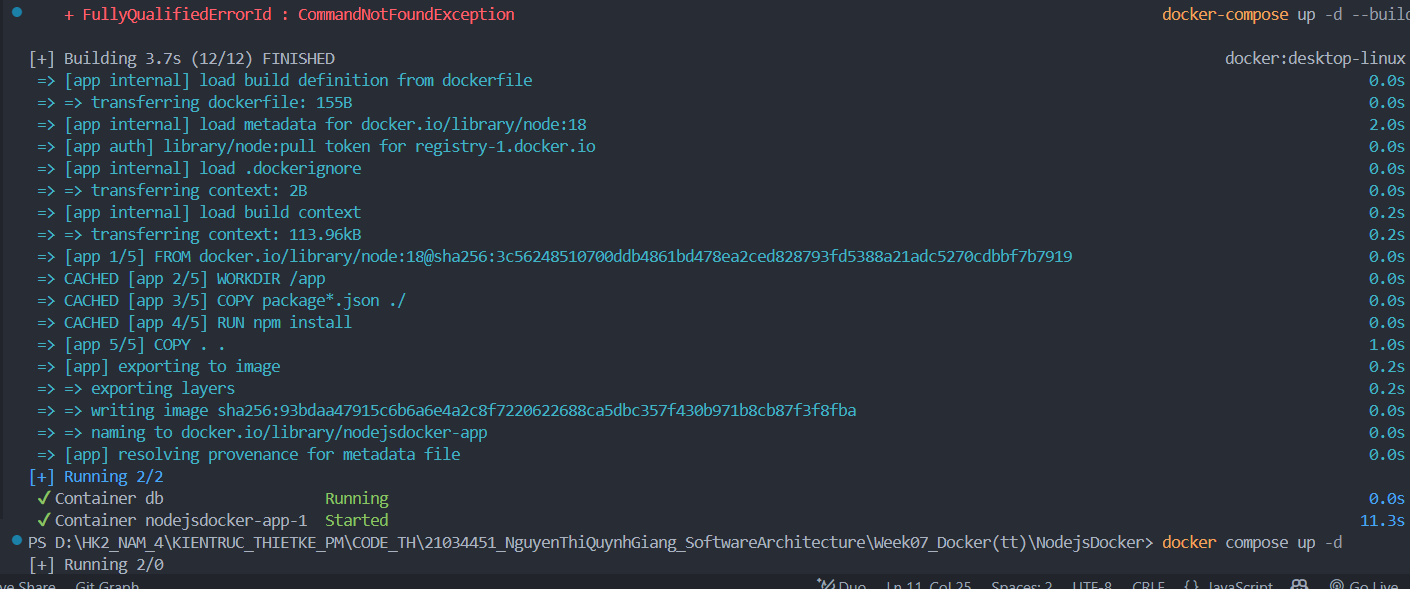 + FullyQualifiedErrorId : CommandNotFoundException docker-compose up -d --build
[+] Building 3.7s (12/12) FINISHED docker:desktop-linux
=> [app internal] load build definition from dockerfile 0.0s
=> => transferring dockerfile: 155B 0.0s
=> [app internal] load metadata for docker.io/library/node:18 2.0s
=> [app auth] library/node:pull token for registry-1.docker.io 0.0s
=> [app internal] load .dockerignore 0.0s
=> => transferring context: 2B 0.0s
=> [app internal] load build context 0.2s
=> => transferring context: 113.96kB 0.2s
=> [app 1/5] FROM docker.io/library/node:18@sha256:3c56248510700ddb4861bd478ea2ced828793fd5388a21adc5270cdbbf7b7919 0.0s
=> CACHED [app 2/5] WORKDIR /app 0.0s
=> CACHED [app 3/5] COPY package*.json ./ 0.0s
=> CACHED [app 4/5] RUN npm install 0.0s
=> [app 5/5] COPY . . 1.0s
=> [app] exporting to image 0.2s
=> => exporting layers 0.2s
=> => writing image sha256:93bdaa47915c6b6a6e4a2c8f7220622688ca5dbc357f430b971b8cb87f3f8fba 0.0s
=> => naming to docker.io/library/nodejsdocker-app 0.0s
=> [app] resolving provenance for metadata file 0.0s
[+] Running 2/2
✓ Container db Running 0.0s
✓ Container nodejsdocker-app-1 Started 11.3s
PS D:\HK2_NAM_4\KIENTRUC_THIETKE_PM\CODE_TH\21034451_NguyenThiQuynhGiang_SoftwareArchitecture\Week07_Docker(tt)\NodejsDocker> docker compose up -d
[+] Running 2/0
ve Share Git Graph Duo Ln 11, Col 25 Spaces: 2 UTF-8 CRLF {} JavaScript Go Live